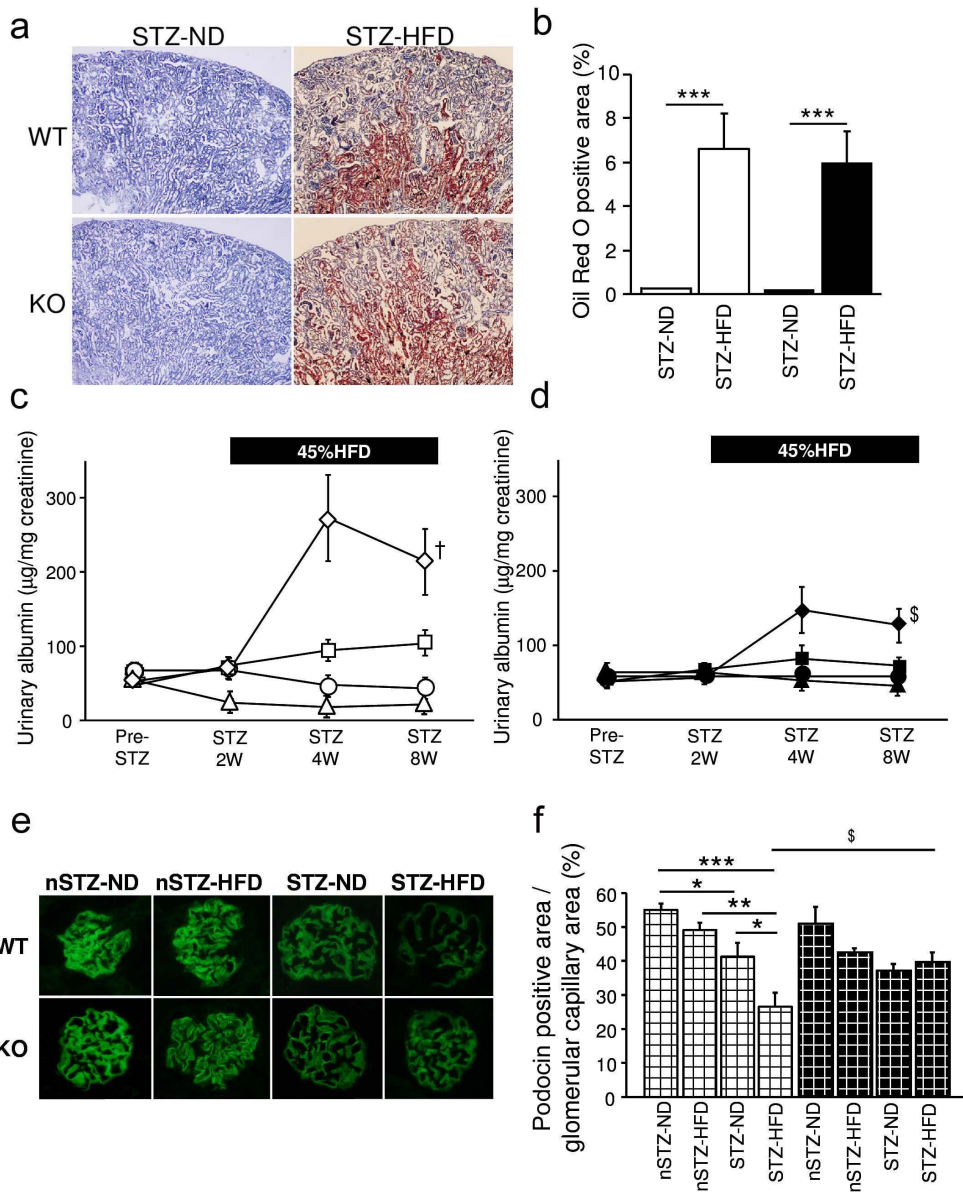 a
STZ-ND STZ-HFD
WT
KO
b
Oil Red O positive area (%)
10
8
6
4
2
0
***
***
STZ-ND
STZ-HFD
STZ-ND
STZ-HFD
c
45%HFD
Urinary albumin (µg/mg creatinine)
300
200
100
0
†
Pre-STZ
STZ 2W
STZ 4W
STZ 8W
d
45%HFD
Urinary albumin (µg/mg creatinine)
300
200
100
0
$
Pre-STZ
STZ 2W
STZ 4W
STZ 8W
e
nSTZ-ND nSTZ-HFD STZ-ND STZ-HFD
WT
KO
f
Podocin positive area /
glomerular capillary area (%)
60
50
40
30
20
10
0
$
***
*
**
*
nSTZ-ND
nSTZ-HFD
STZ-ND
STZ-HFD
nSTZ-ND
nSTZ-HFD
STZ-ND
STZ-HFD